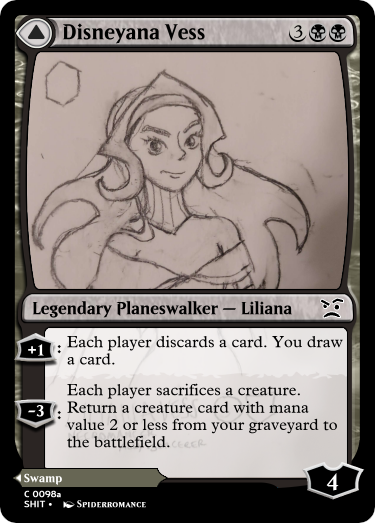 Disneyana Vess 3
Legendary Planeswalker — Liliana
+1 : Each player discards a card. You draw
a card.
Each player sacrifices a creature.
-3 : Return a creature card with mana
value 2 or less from your graveyard to
the battlefield.
Swamp
4
C 0098a
SHIT • Spiderromance